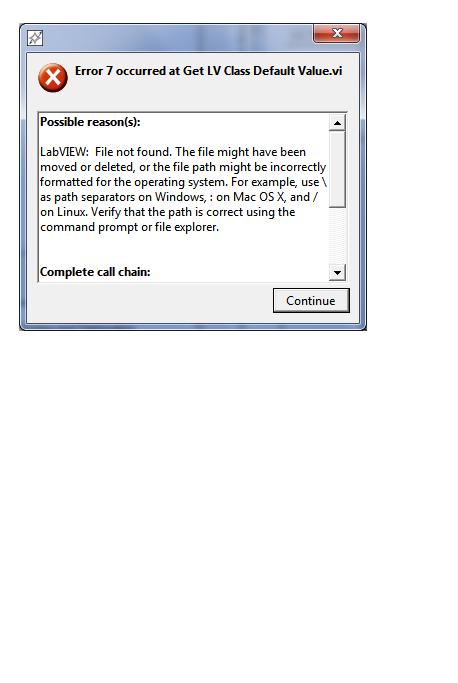 Error 7 occurred at Get LV Class Default Value.vi
Possible reason(s):
LabVIEW:  File not found. The file might have been
moved or deleted, or the file path might be incorrectly
formatted for the operating system. For example, use \
as path separators on Windows, : on Mac OS X, and /
on Linux. Verify that the path is correct using the
command prompt or file explorer.
Complete call chain:
Continue